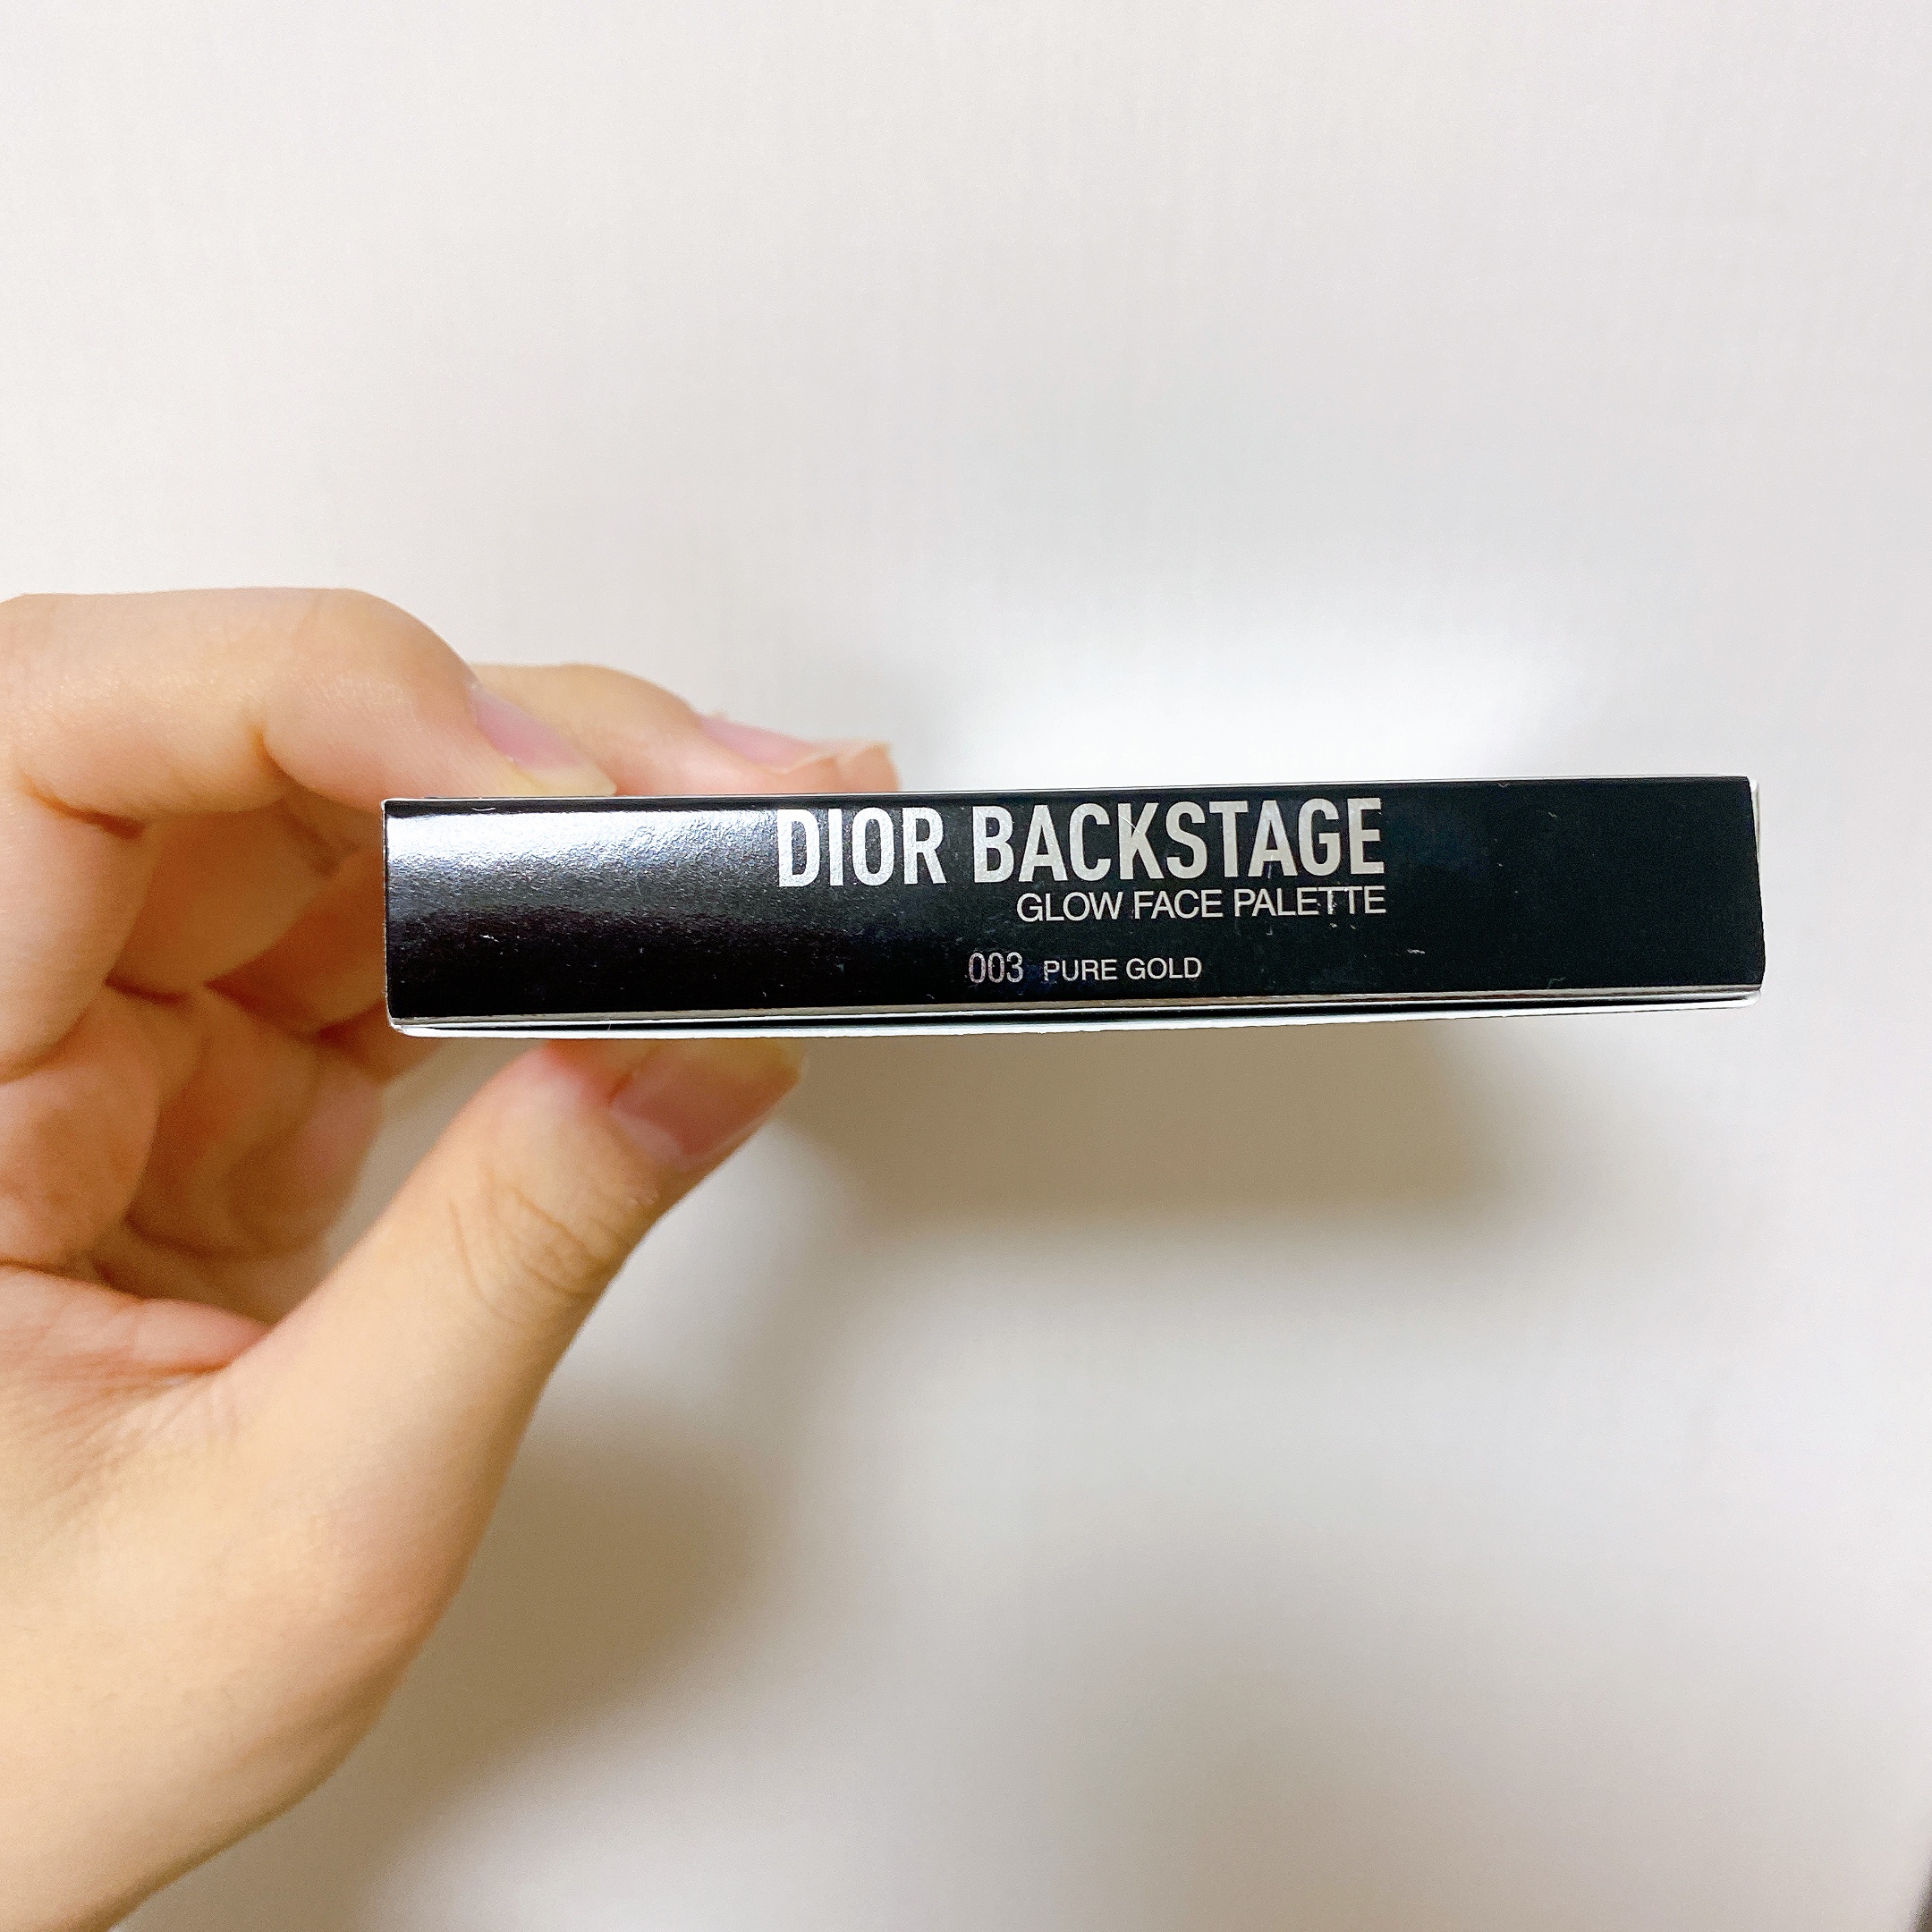 DIOR BACKSTAGE
GLOW FACE PALETTE
003 PURE GOLD